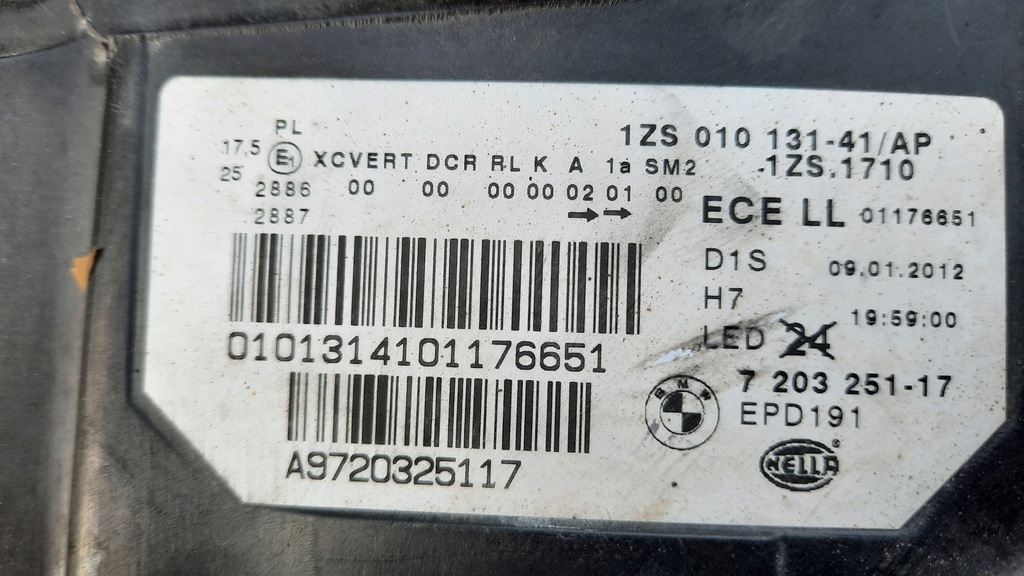 PL
17,5 E1 XCVERT DCR RL K A 1a SM2
25 2886 00 00 00 00 02 01 00
2887 → →
1ZS 010 131-41/AP
-1ZS.1710
ECE LL 01176651
D1S 09.01.2012
H7 19:59:00
LED 24
0101314101176651
7 203 251-17
BMW EPD191
A9720325117
HELLA®